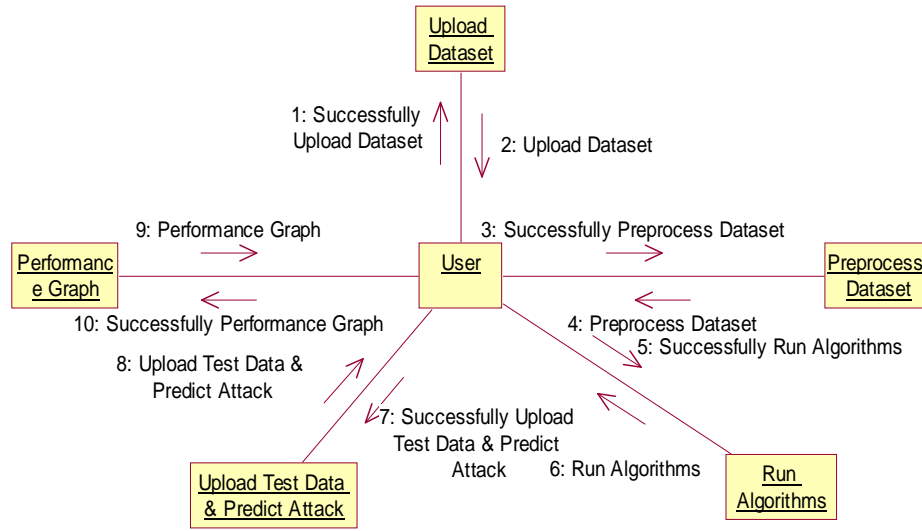 Upload
Dataset
1: Successfully
Upload Dataset
2: Upload Dataset
9: Performance Graph
3: Successfully Preprocess Dataset
Performanc
e Graph
User
Preprocess
Dataset
10: Successfully Performance Graph
4: Preprocess Dataset
8: Upload Test Data &
Predict Attack
5: Successfully Run Algorithms
7: Successfully Upload
Test Data & Predict
Attack
6: Run Algorithms
Upload Test Data
& Predict Attack
Run
Algorithms